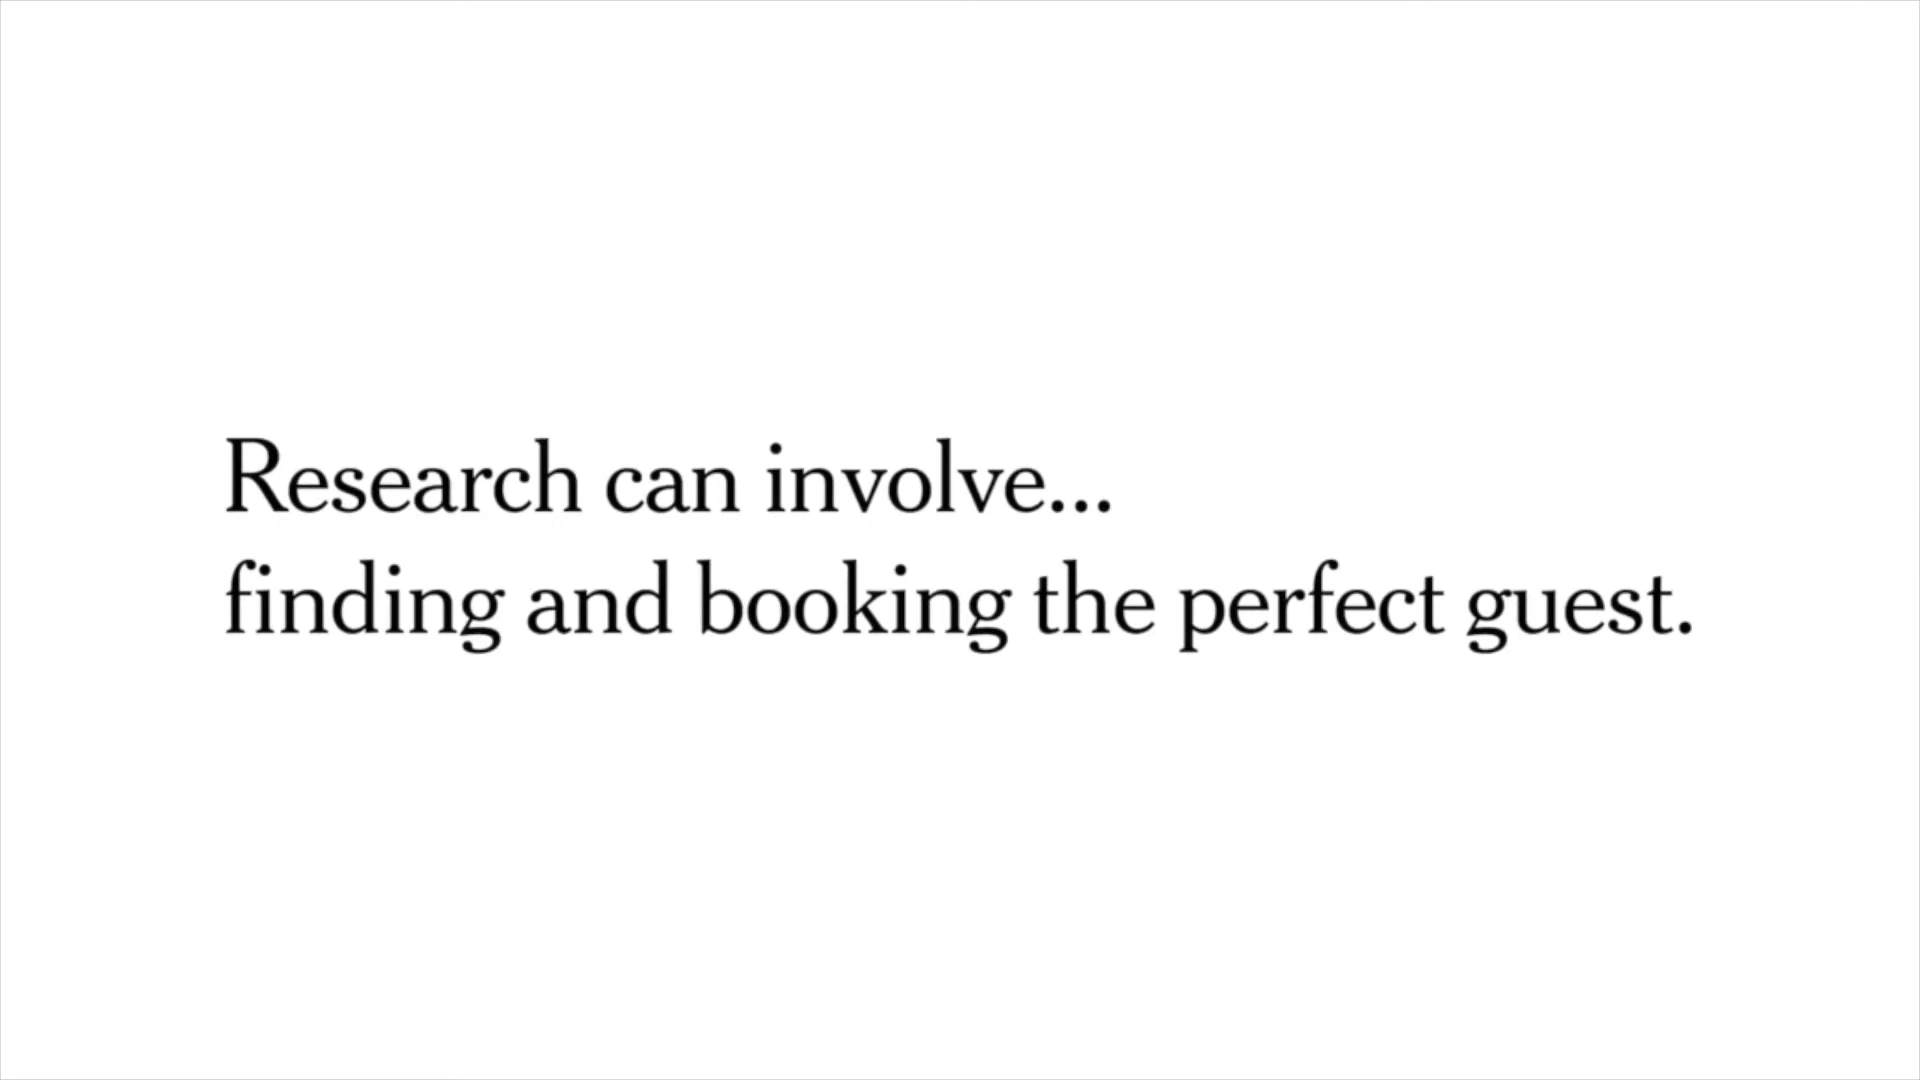 Research can involve...
finding and booking the perfect guest.